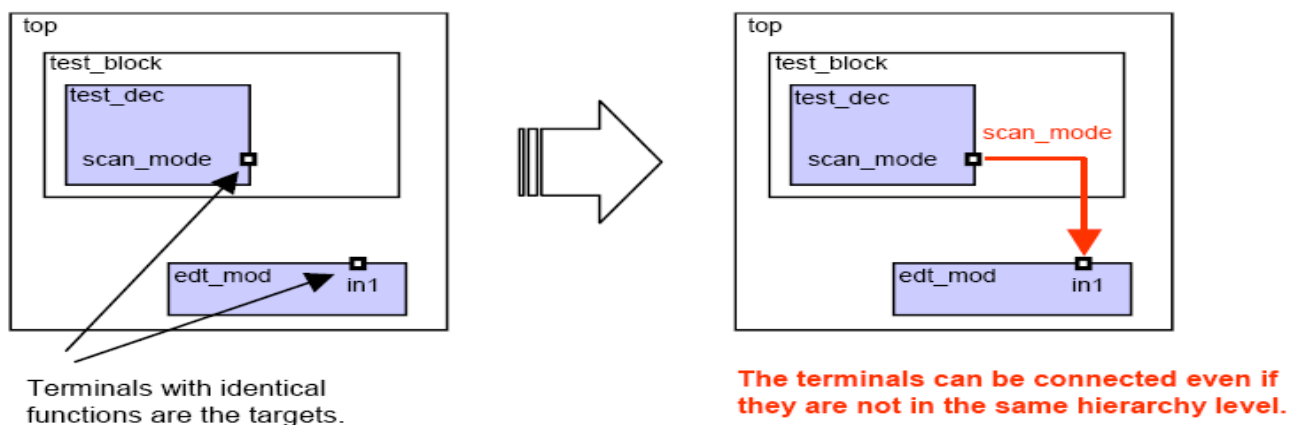 top
test_block
test_dec
scan_mode
edt_mod
in1
Terminals with identical
functions are the targets.
top
test_block
test_dec
scan_mode
scan_mode
edt_mod
in1
The terminals can be connected even if
they are not in the same hierarchy level.